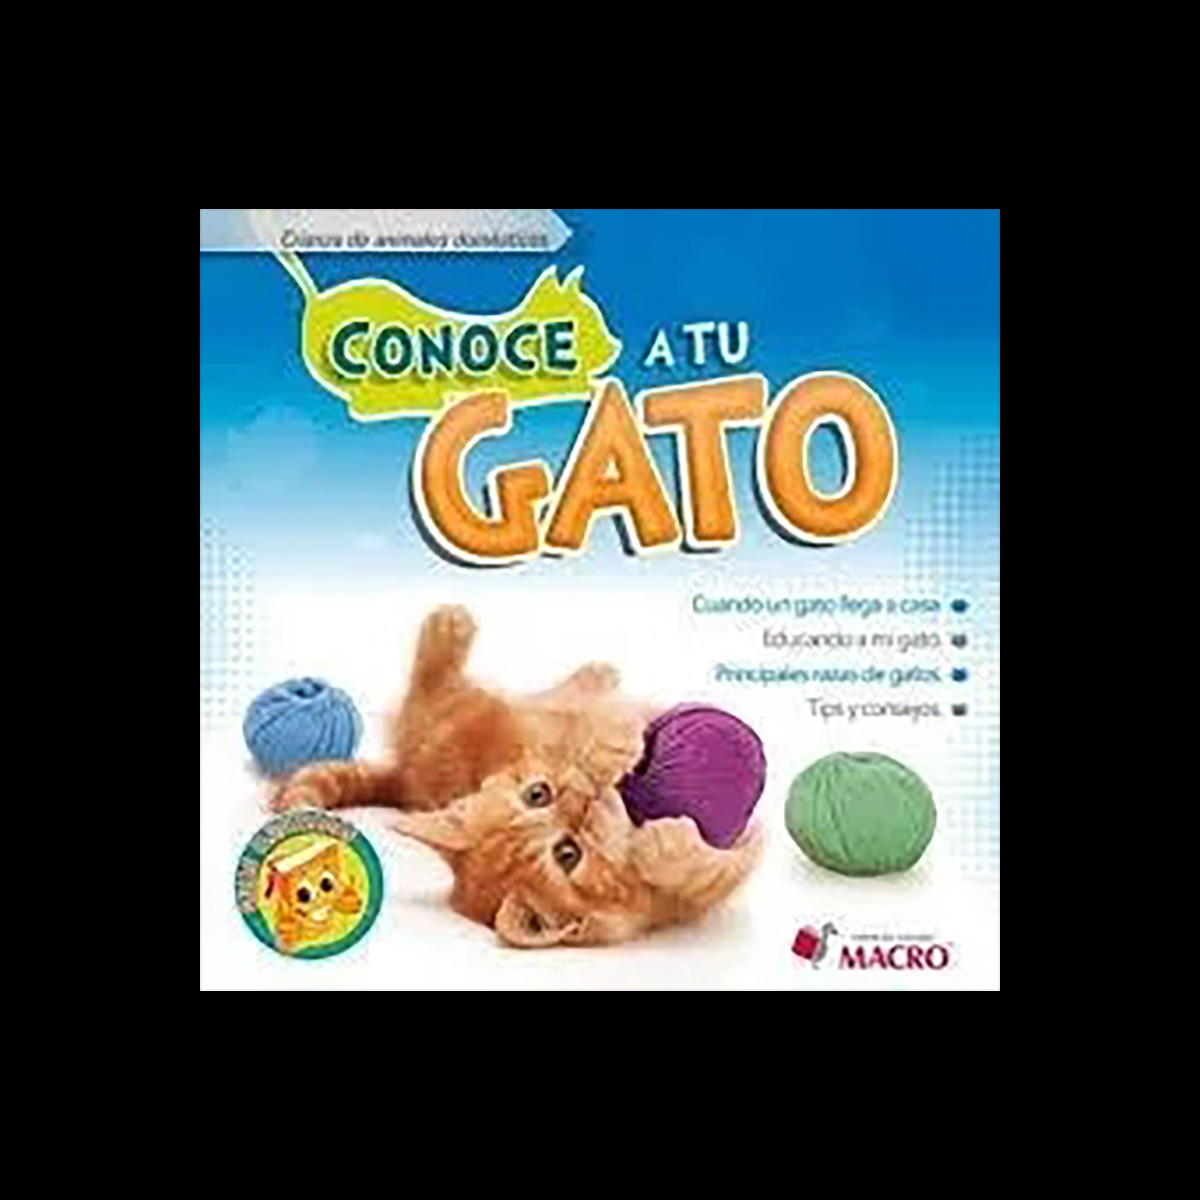 Crianza de animales domésticos
CONOCE
A TU
GATO
Cuando un gato llega a casa
Educando a mi gato.
Principales razas de gatos.
Tips y consejos.
MACRO